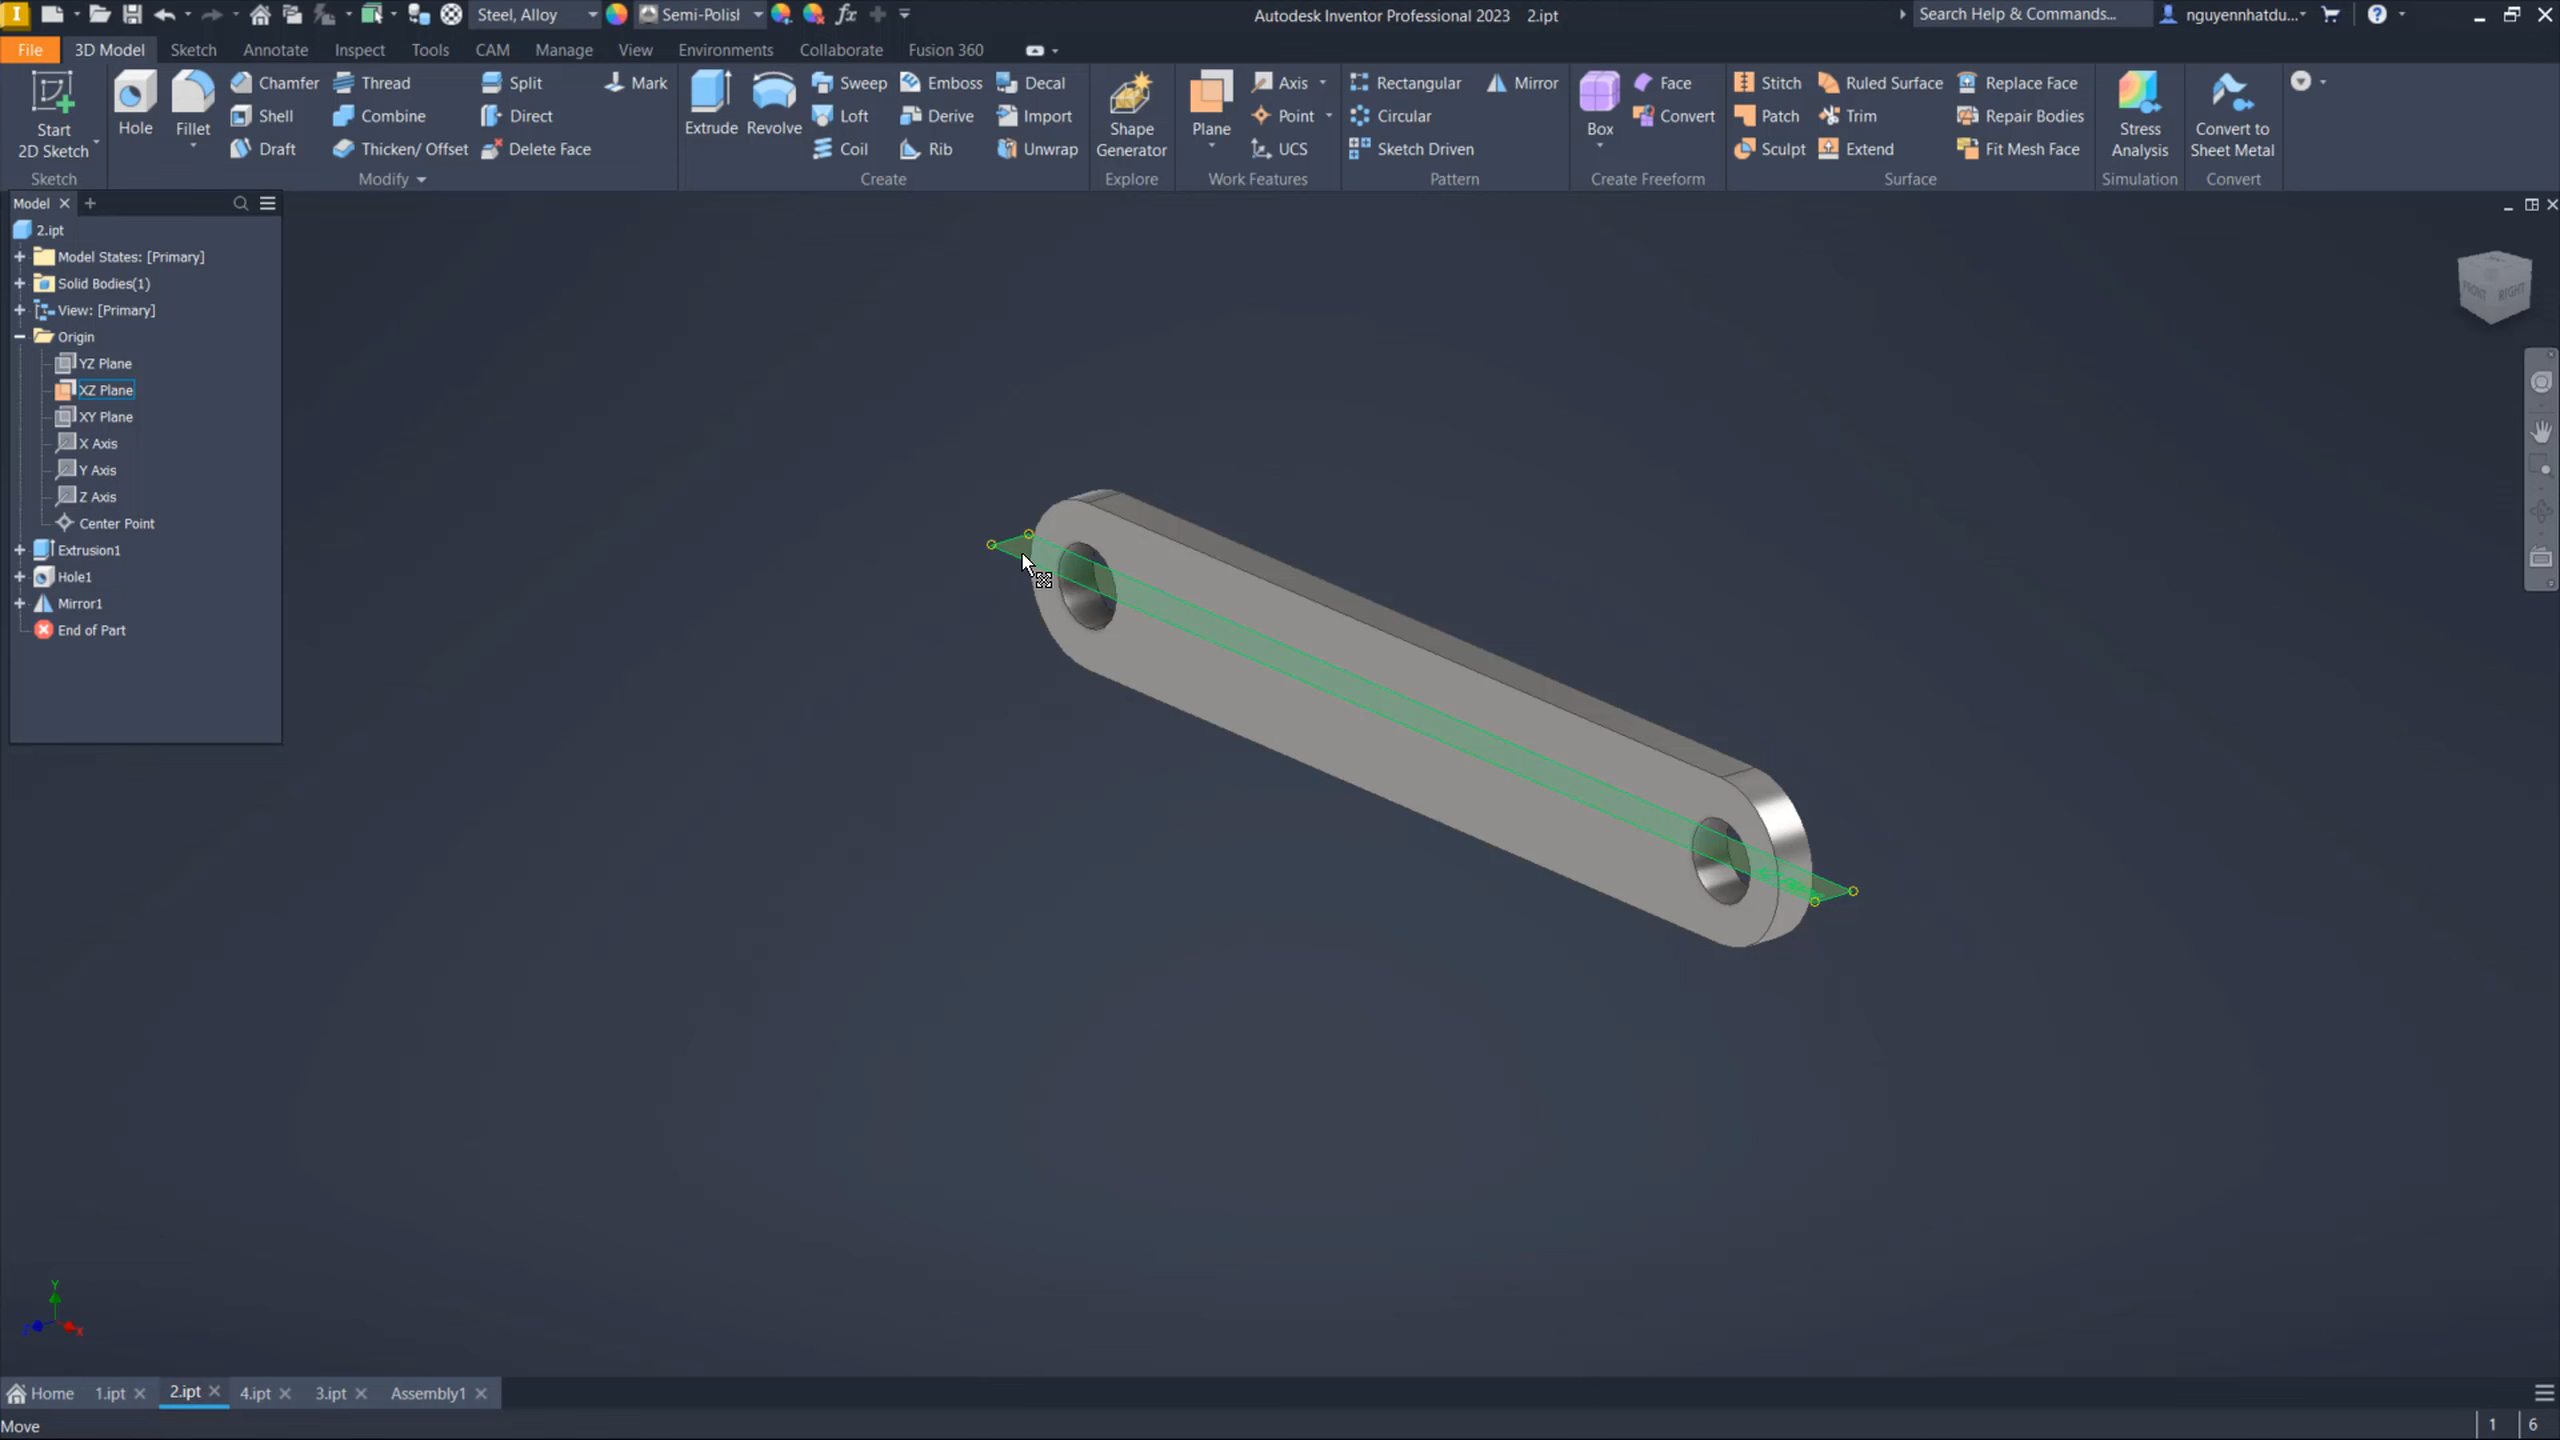 Steel, Alloy
Semi-Polisl
fx
Autodesk Inventor Professional 2023 2.ipt
Search Help & Commands...
nguyennhatdu...
File 3D Model Sketch Annotate Inspect Tools CAM Manage View Environments Collaborate Fusion 360
Start
2D Sketch
Hole
Fillet
Chamfer
Shell
Draft
Thread
Combine
Thicken/ Offset
Split
Direct
Delete Face
Mark
Extrude
Revolve
Sweep
Loft
Coil
Emboss
Derive
Rib
Decal
Import
Unwrap
Shape
Generator
Plane
Axis
Point
UCS
Rectangular
Circular
Sketch Driven
Mirror
Box
Face
Convert
Stitch
Patch
Sculpt
Ruled Surface
Trim
Extend
Replace Face
Repair Bodies
Fit Mesh Face
Stress
Analysis
Convert to
Sheet Metal
Sketch Modify Create Explore Work Features Pattern Create Freeform Surface Simulation Convert
Model
2.ipt
Model States: [Primary]
Solid Bodies(1)
View: [Primary]
Origin
YZ Plane
XZ Plane
XY Plane
X Axis
Y Axis
Z Axis
Center Point
Extrusion1
Hole1
Mirror1
End of Part
FRONT
RIGHT
Y
Z
X
Home 1.ipt 2.ipt 4.ipt 3.ipt Assembly1
Move
1 6